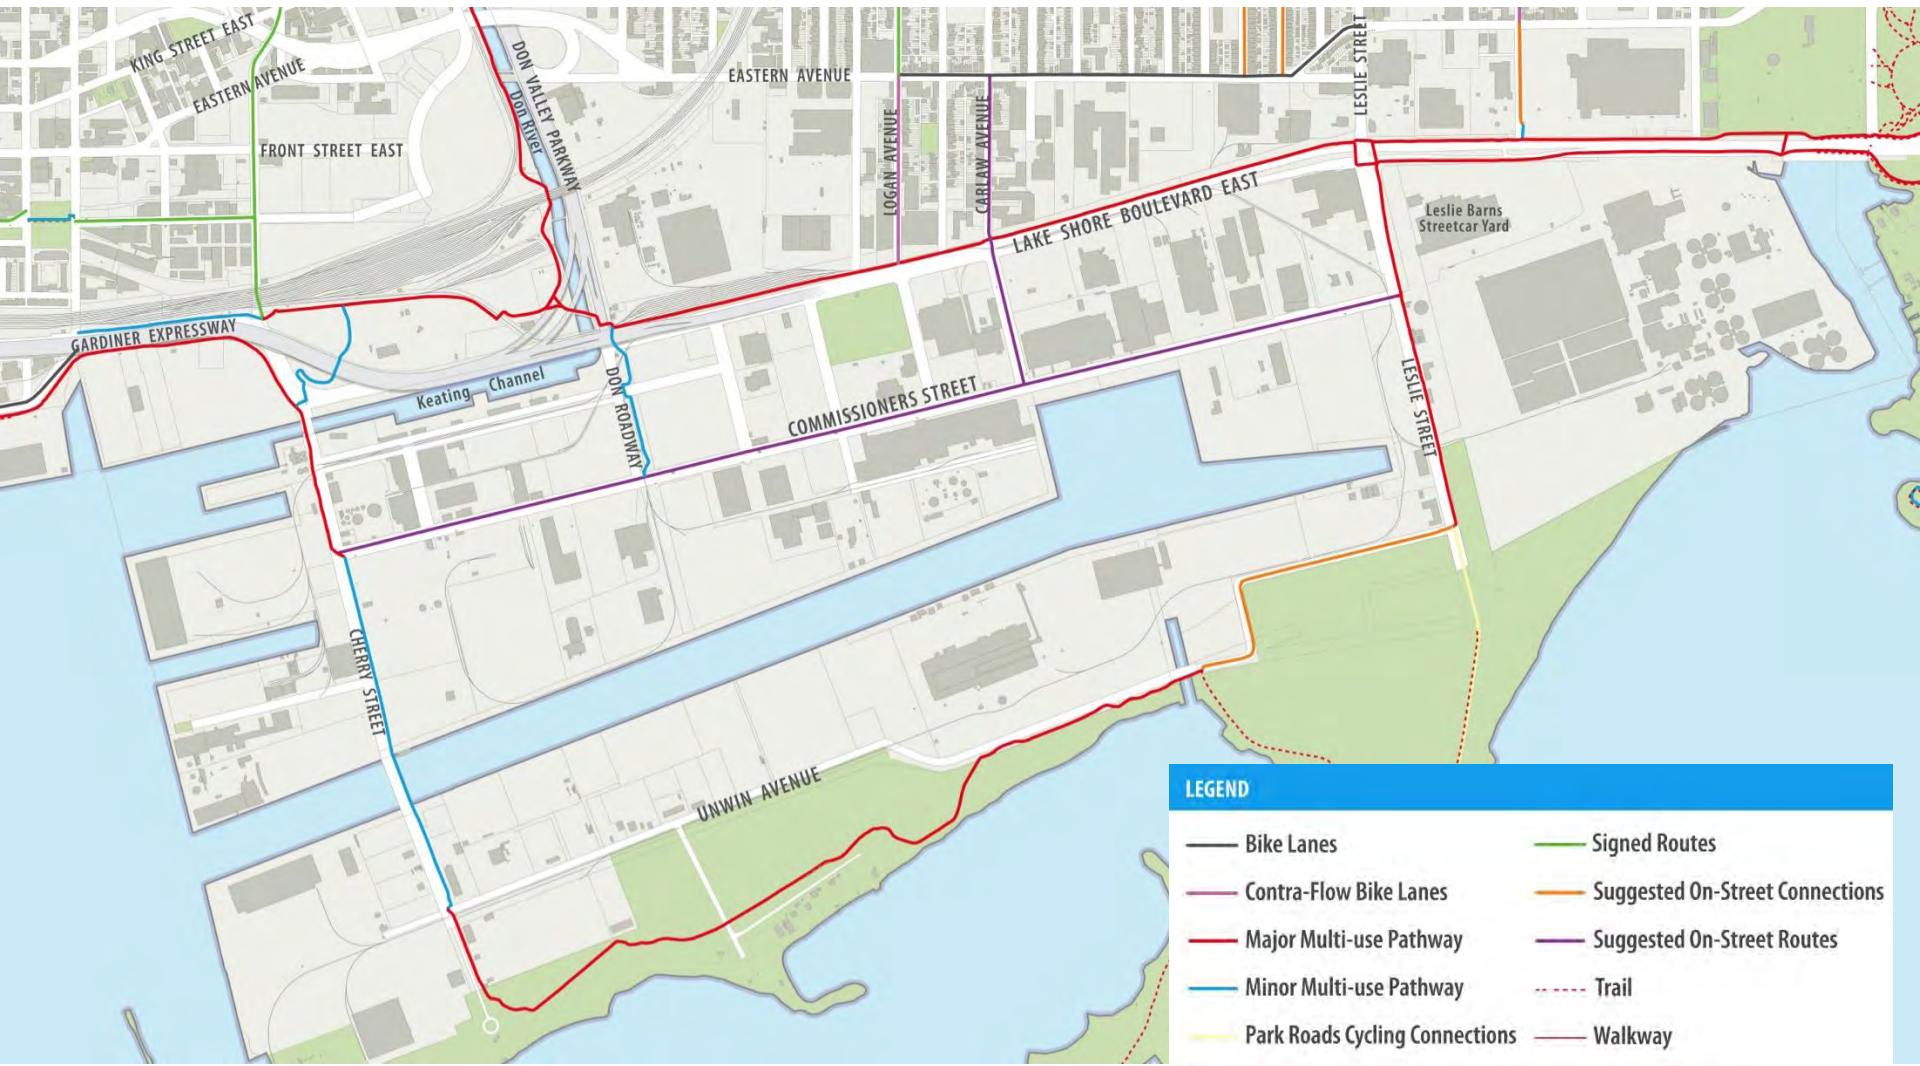 KING STREET EAST
EASTERN AVENUE
FRONT STREET EAST
DON VALLEY PARKWAY
Don River
EASTERN AVENUE
LOGAN AVENUE
CARLAW AVENUE
LESLIE STREET
LAKE SHORE BOULEVARD EAST
Leslie Barns
Streetcar Yard
GARDINER EXPRESSWAY
Keating Channel
DON ROADWAY
COMMISSIONERS STREET
LESLIE STREET
CHERRY STREET
UNWIN AVENUE
LEGEND
Bike Lanes
Contra-Flow Bike Lanes
Major Multi-use Pathway
Minor Multi-use Pathway
Park Roads Cycling Connections
Signed Routes
Suggested On-Street Connections
Suggested On-Street Routes
Trail
Walkway